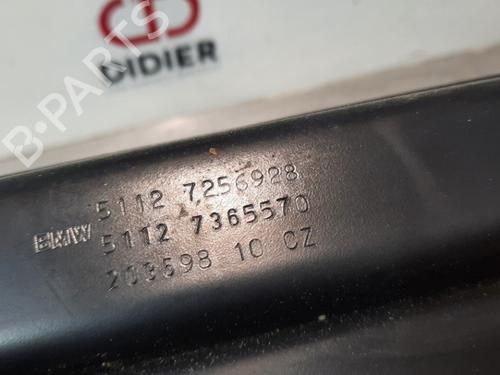 DIDIER
B-PARTS
5112 7256928
BMW 5112 7365570
203598 10 CZ